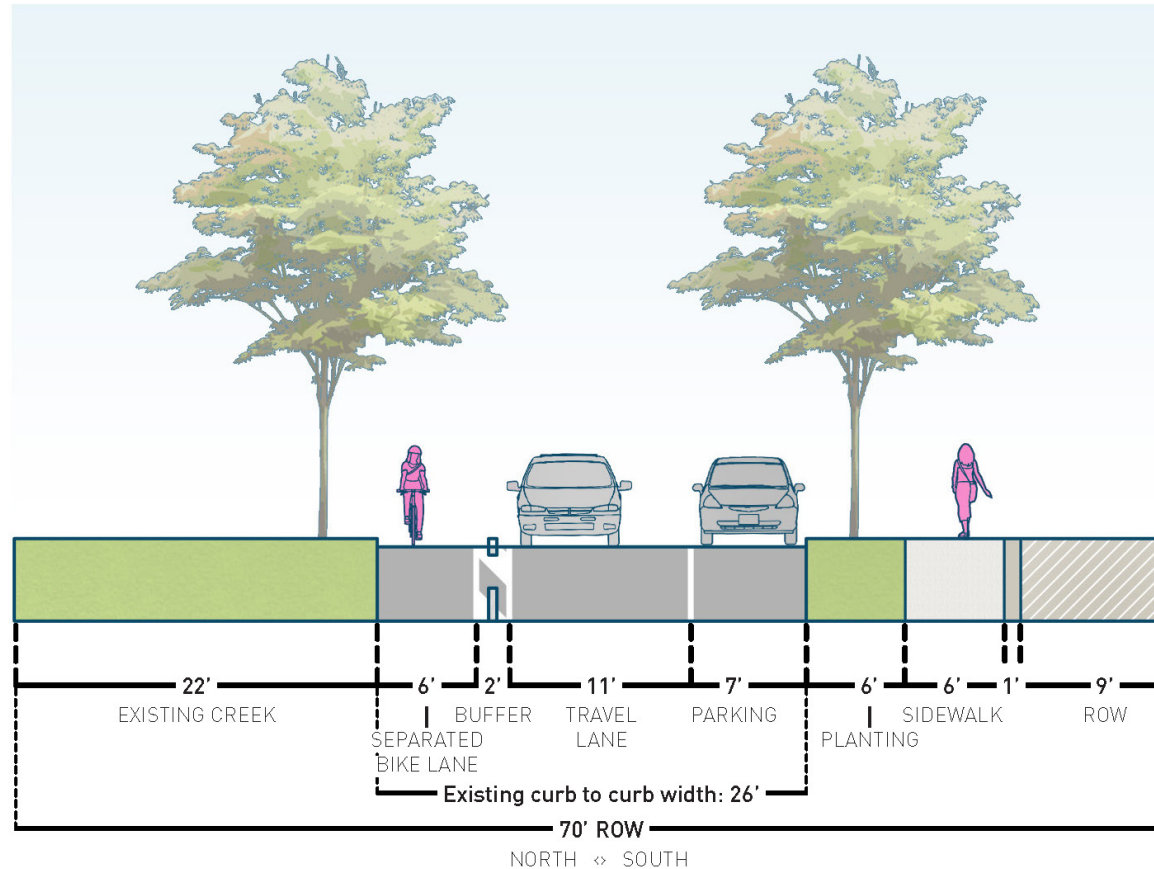 22’ 6’ 2’ 11’ 7’ 6’ 6’ 1’ 9’
EXISTING CREEK BUFFER TRAVEL PARKING SIDEWALK ROW
SEPARATED LANE PLANTING
BIKE LANE
Existing curb to curb width: 26’
70’ ROW
NORTH ‹› SOUTH